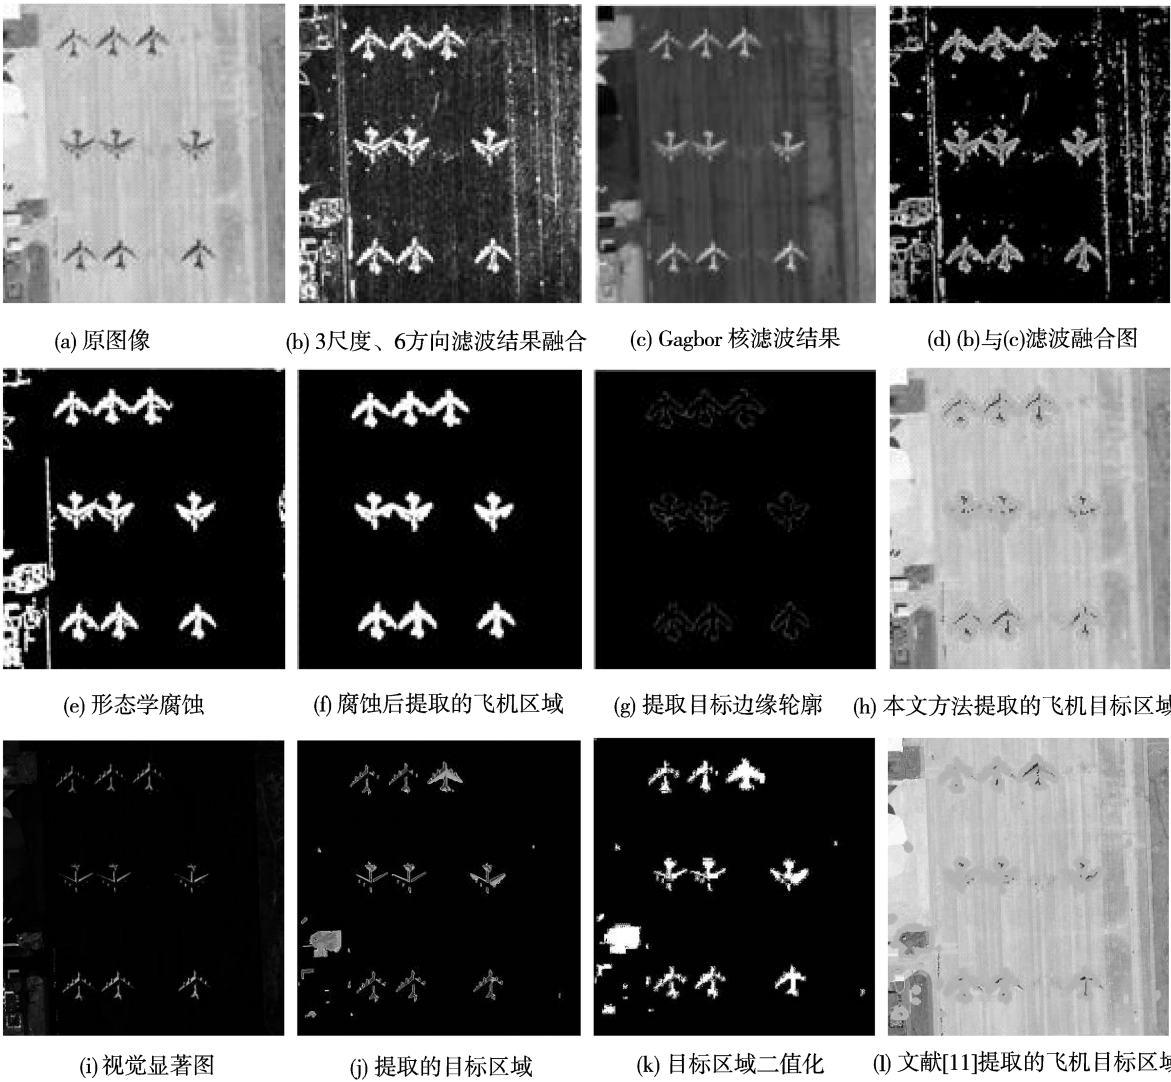 (a) 原图像
(b) 3尺度、6方向滤波结果融合
(c) Gagbor 核滤波结果
(d) (b)与(c)滤波融合图
(e) 形态学腐蚀
(f) 腐蚀后提取的飞机区域
(g) 提取目标边缘轮廓
(h) 本文方法提取的飞机目标区域
(i) 视觉显著图
(j) 提取的目标区域
(k) 目标区域二值化
(l) 文献[11]提取的飞机目标区域